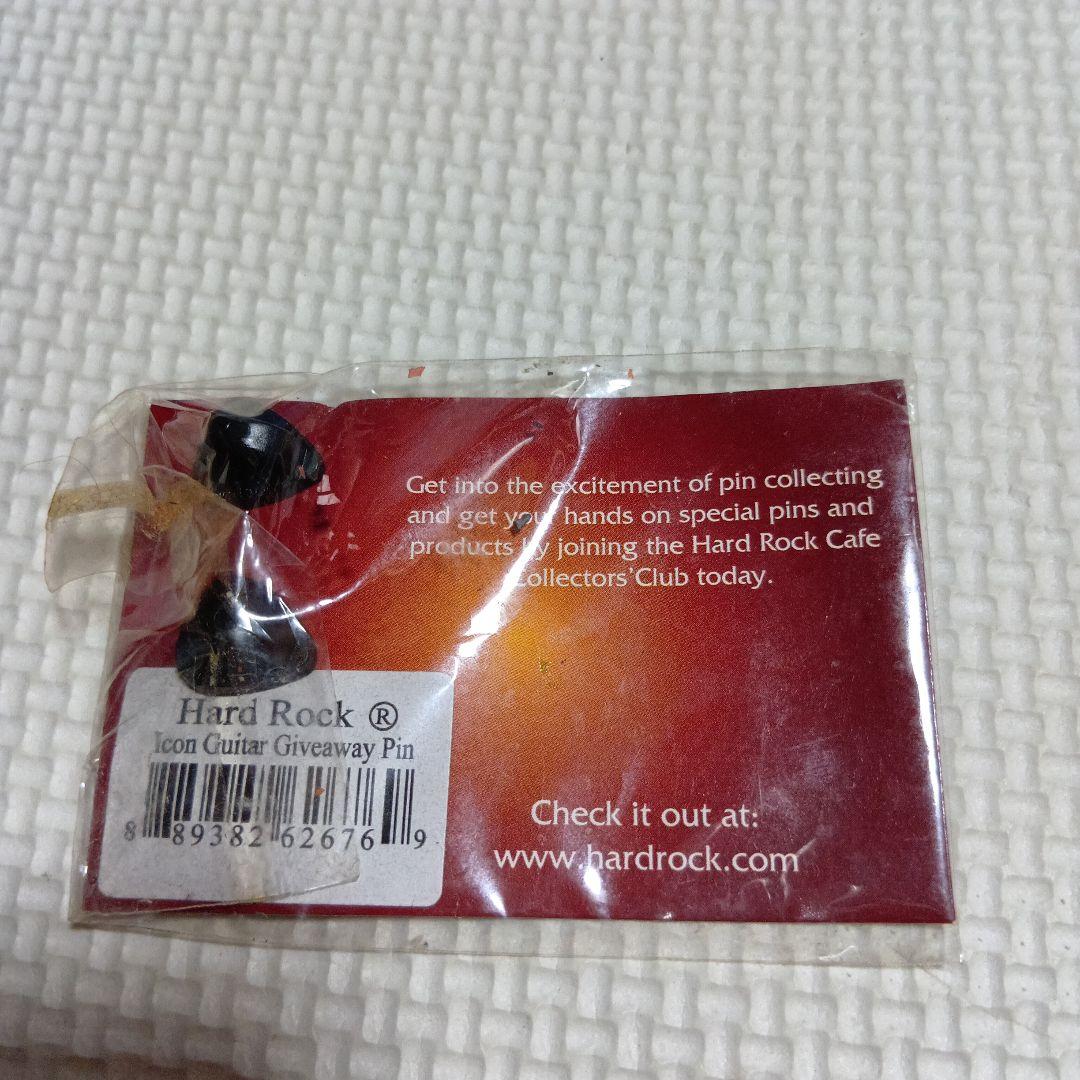 Get into the excitement of pin collecting
and get your hands on special pins and
products by joining the Hard Rock Cafe
Collectors' Club today.
Hard Rock ®
Icon Guitar Giveaway Pin
8 89382 62676 9
Check it out at:
www.hardrock.com